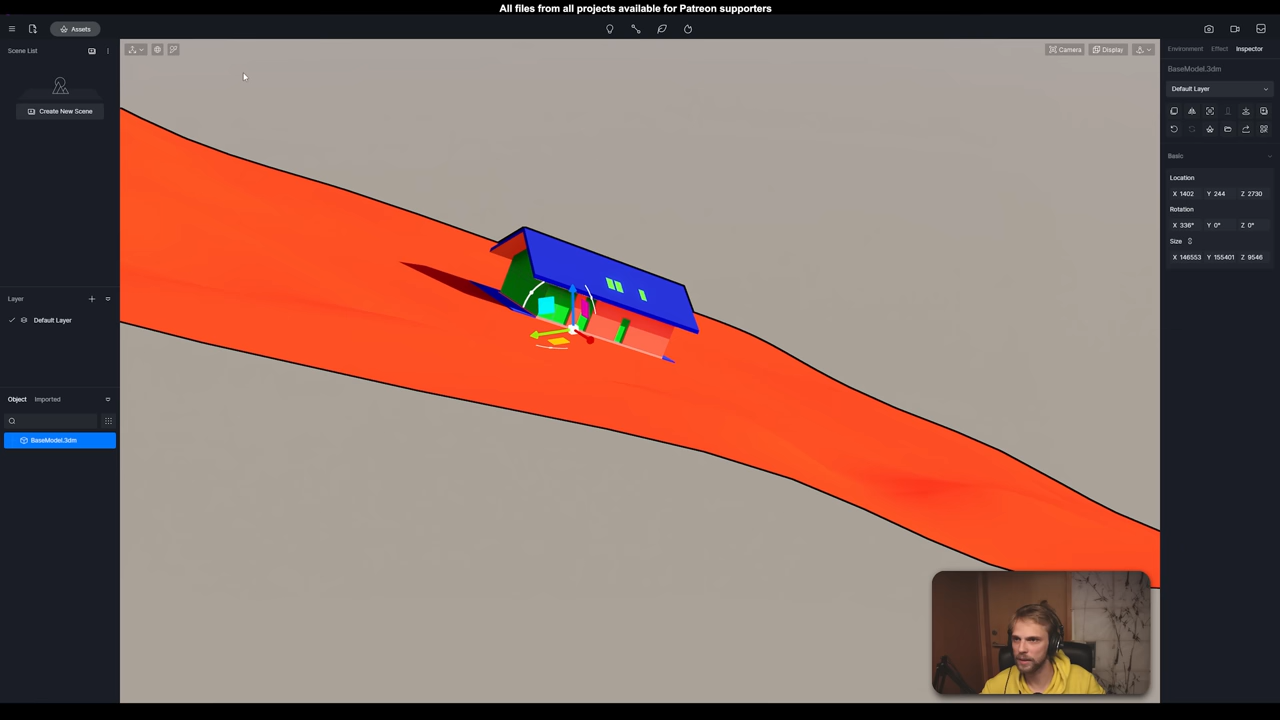 All files from all projects available for Patreon supporters
Assets
Scene List
Create New Scene
Layer
Default Layer
Object Imported
BaseModel.3dm
Camera Display
Environment Effect Inspector
BaseModel.3dm
Default Layer
Basic
Location
X 1402 Y 244 Z 2730
Rotation
X 336° Y 0° Z 0°
Size
X 146553 Y 155401 Z 9546